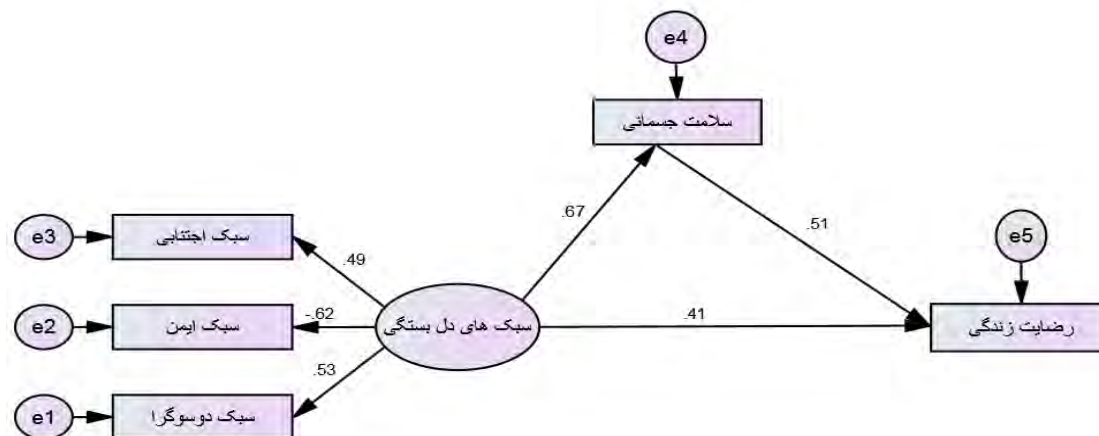 e4
سلامت جسمانی
.67
.51
e3
سبک اجتنابی
.49
e5
e2
سبک ایمن
-.62
سبک های دل بستگی
.41
رضایت زندگی
.53
e1
سبک دوسوگرا